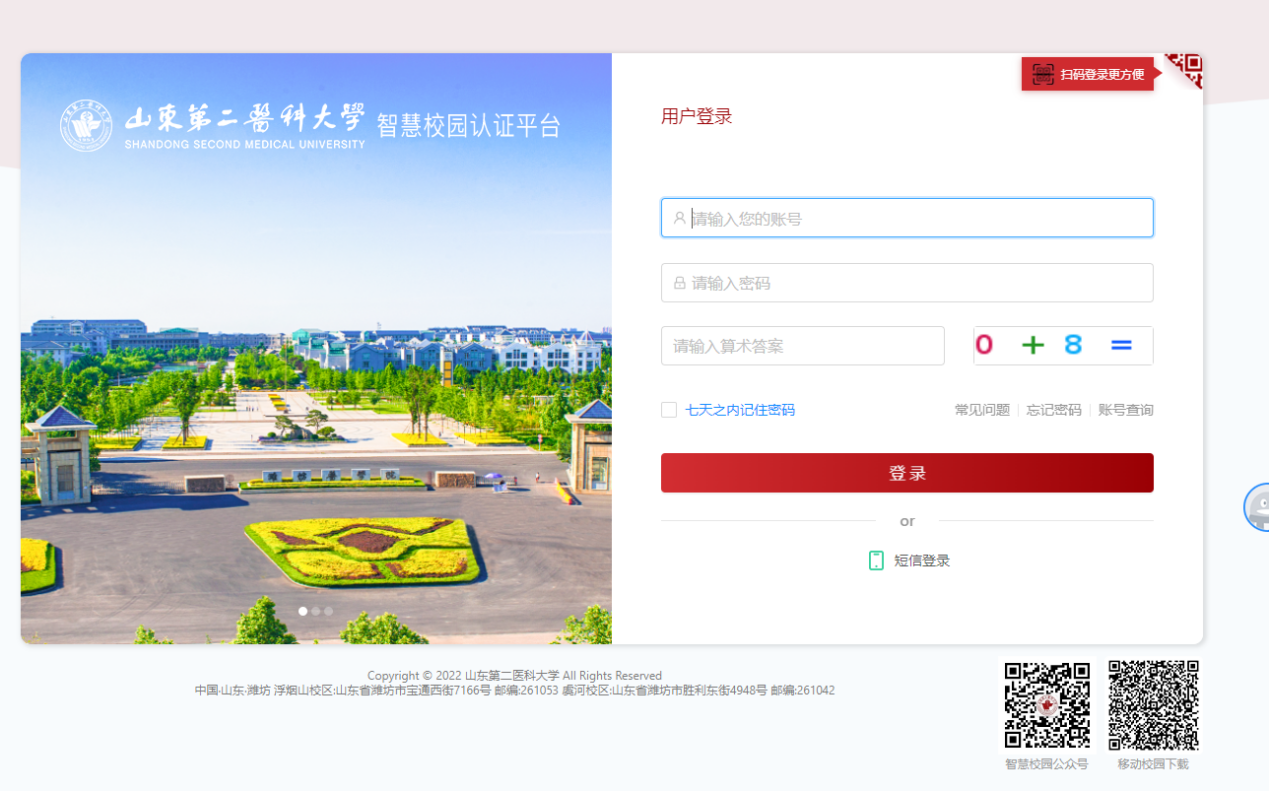 山東第二醫科大學 智慧校园认证平台
SHANDONG SECOND MEDICAL UNIVERSITY
扫码登录更方便
用户登录
请输入您的账号
请输入密码
请输入算术答案
0 + 8 =
七天之内记住密码
常见问题 忘记密码 账号查询
登录
or
短信登录
Copyright © 2022 山东第二医科大学 All Rights Reserved
中国·山东·潍坊 浮烟山校区:山东省潍坊市宝通西街7166号 邮编:261053 虞河校区:山东省潍坊市胜利东街4948号 邮编:261042
智慧校园公众号
移动校园下载